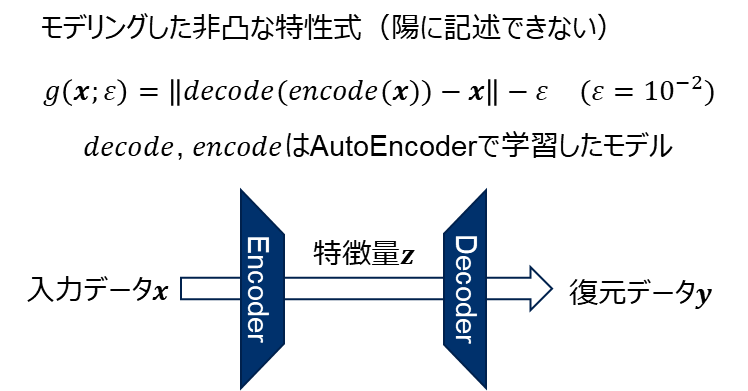 モデリングした非凸な特性式（陽に記述できない）
g(x; ε) = ‖decode(encode(x)) − x‖ − ε　(ε = 10⁻²)
decode, encodeはAutoEncoderで学習したモデル
入力データx
Encoder
特徴量z
Decoder
復元データy